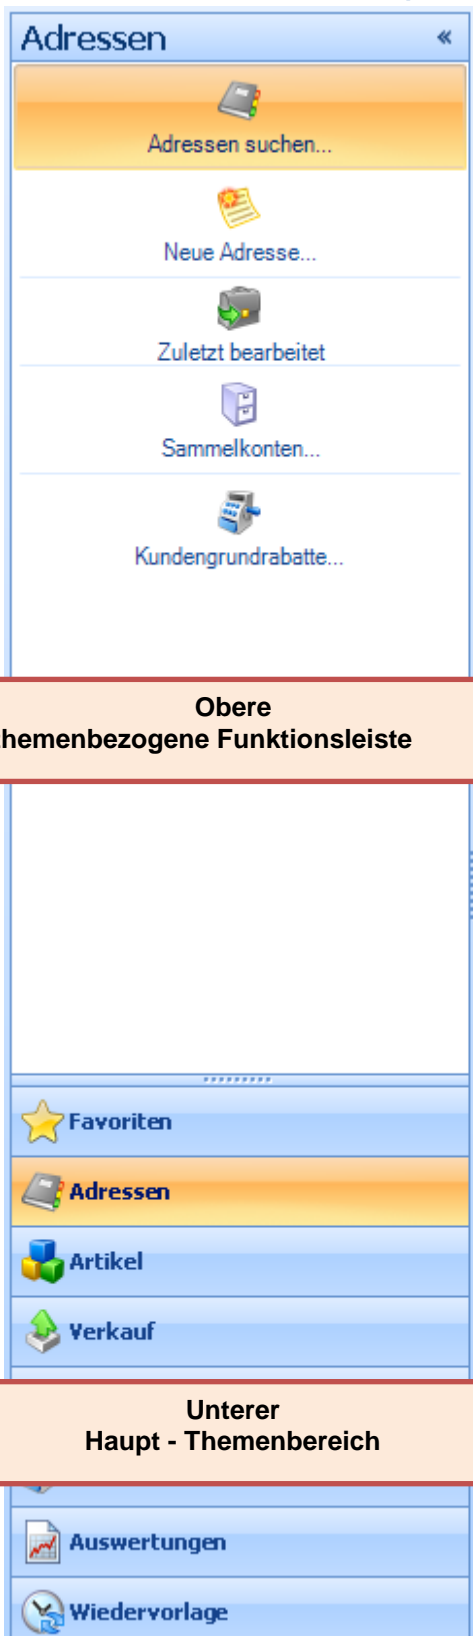 Adressen «
Adressen suchen...
Neue Adresse...
Zuletzt bearbeitet
Sammelkonten...
Kundengrundrabatte...
Obere
themenbezogene Funktionsleiste
Favoriten
Adressen
Artikel
Verkauf
Unterer
Haupt - Themenbereich
Auswertungen
Wiedervorlage